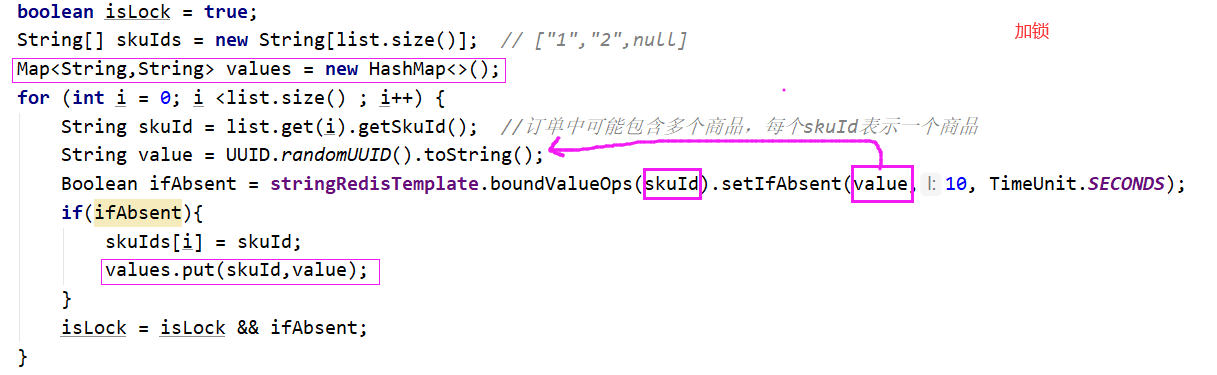 boolean isLock = true;
String[] skuIds = new String[list.size()];  // ["1","2",null]
加锁
Map<String,String> values = new HashMap<>();
for (int i = 0; i <list.size() ; i++) {
String skuId = list.get(i).getSkuId();  //订单中可能包含多个商品，每个skuId表示一个商品
String value = UUID.randomUUID().toString();
Boolean ifAbsent = stringRedisTemplate.boundValueOps(skuId).setIfAbsent(value, l: 10, TimeUnit.SECONDS);
if(ifAbsent){
skuIds[i] = skuId;
values.put(skuId,value);
}
isLock = isLock && ifAbsent;
}